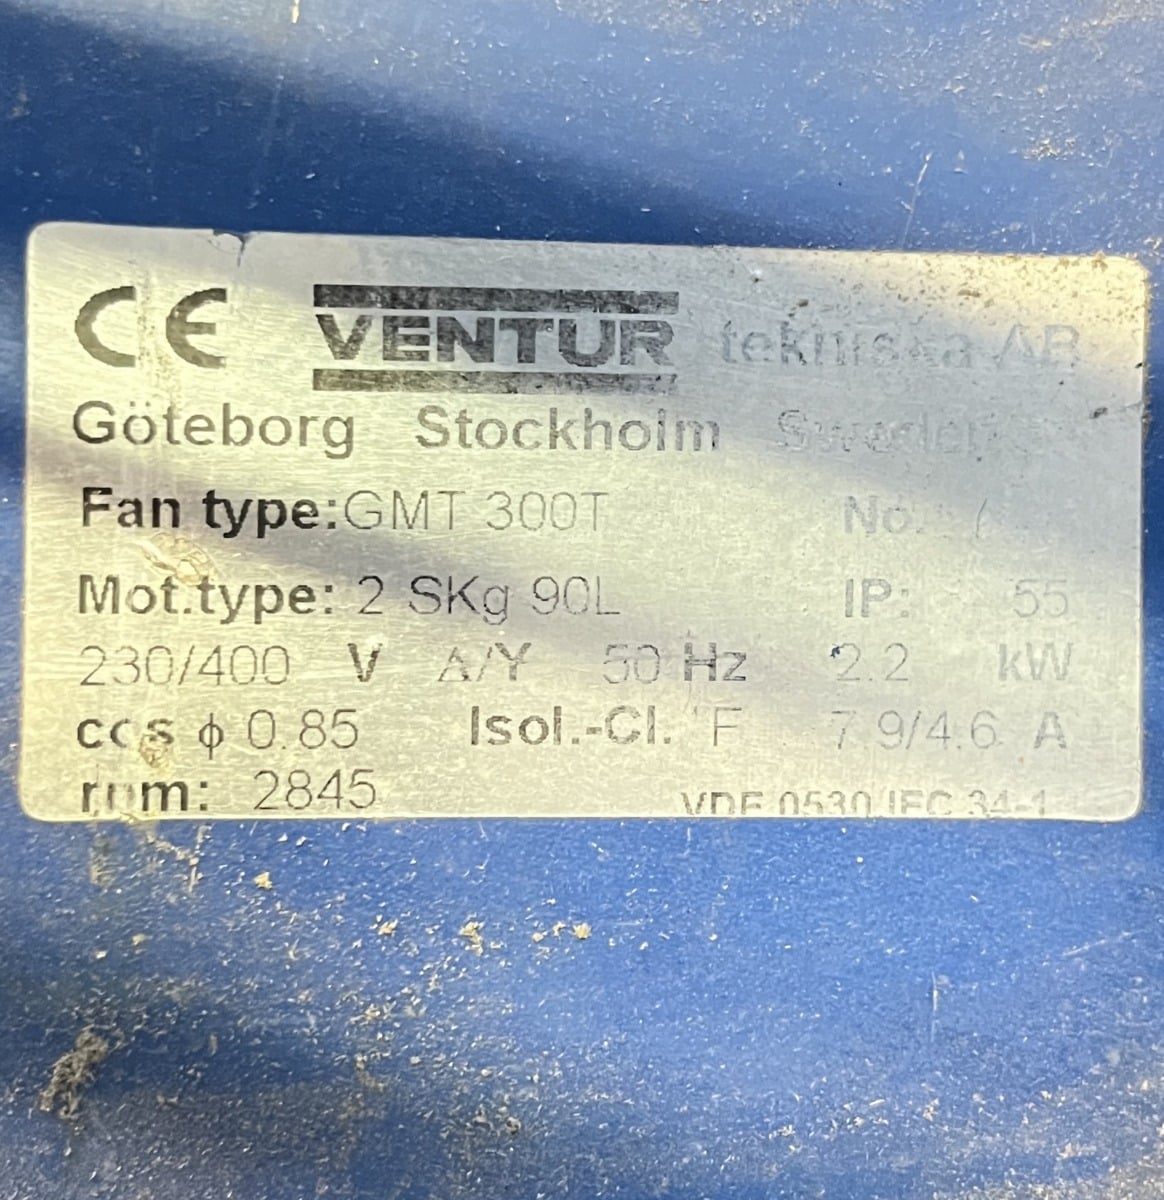 CE VENTUR tekniska AB
Göteborg Stockholm Sweden
Fan type: GMT 300T No
Mot.type: 2 SKg 90L IP: 55
230/400 V Δ/Y 50 Hz 2.2 kW
cos ϕ 0.85 Isol.-Cl. F 7.9/4.6 A
rpm: 2845 VDE 0530/IEC 34-1